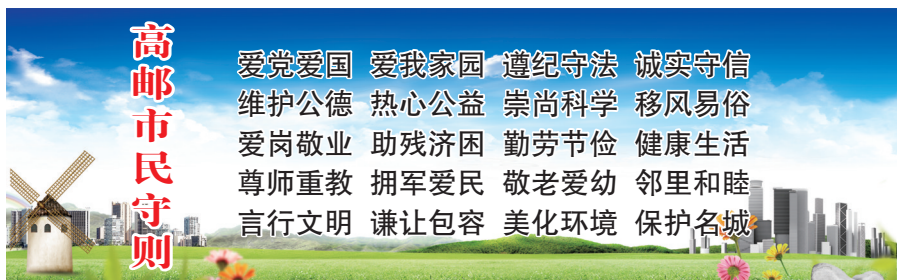 高邮市民守则
爱党爱国 爱我家园 遵纪守法 诚实守信
维护公德 热心公益 崇尚科学 移风易俗
爱岗敬业 助残济困 勤劳节俭 健康生活
尊师重教 拥军爱民 敬老爱幼 邻里和睦
言行文明 谦让包容 美化环境 保护名城